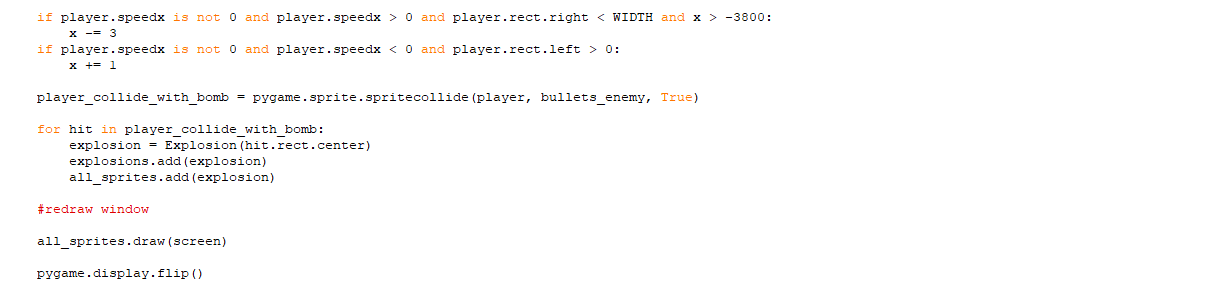 if player.speedx is not 0 and player.speedx > 0 and player.rect.right < WIDTH and x > -3800:
    x -= 3
if player.speedx is not 0 and player.speedx < 0 and player.rect.left > 0:
    x += 1

player_collide_with_bomb = pygame.sprite.spritecollide(player, bullets_enemy, True)

for hit in player_collide_with_bomb:
    explosion = Explosion(hit.rect.center)
    explosions.add(explosion)
    all_sprites.add(explosion)

#redraw window

all_sprites.draw(screen)

pygame.display.flip()